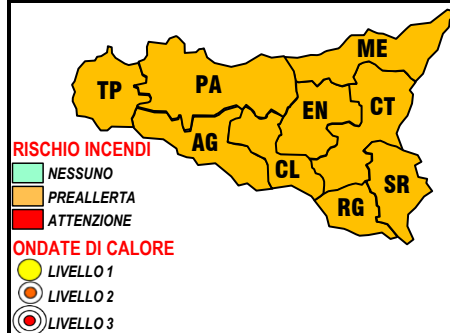 ME
TP
PA
EN
CT
AG
CL
SR
RG
RISCHIO INCENDI
NESSUNO
PREALLERTA
ATTENZIONE
ONDATE DI CALORE
LIVELLO 1
LIVELLO 2
LIVELLO 3